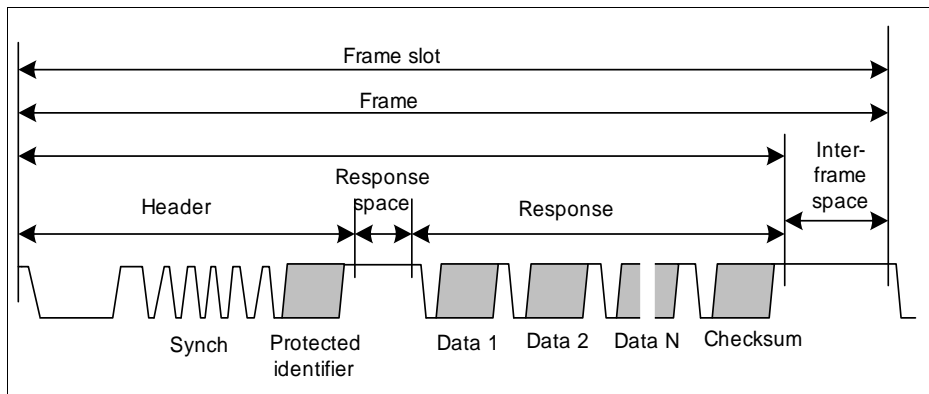 Frame slot
Frame
Inter-
frame
space
Response
space
Header
Response
Synch
Protected
identifier
Data 1
Data 2
Data N
Checksum